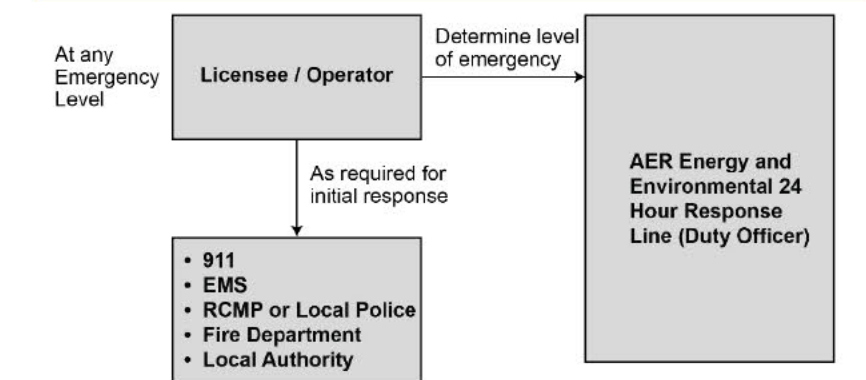 At any
Emergency
Level
Licensee / Operator
Determine level
of emergency
AER Energy and
Environmental 24
Hour Response
Line (Duty Officer)
As required for
initial response
• 911
• EMS
• RCMP or Local Police
• Fire Department
• Local Authority